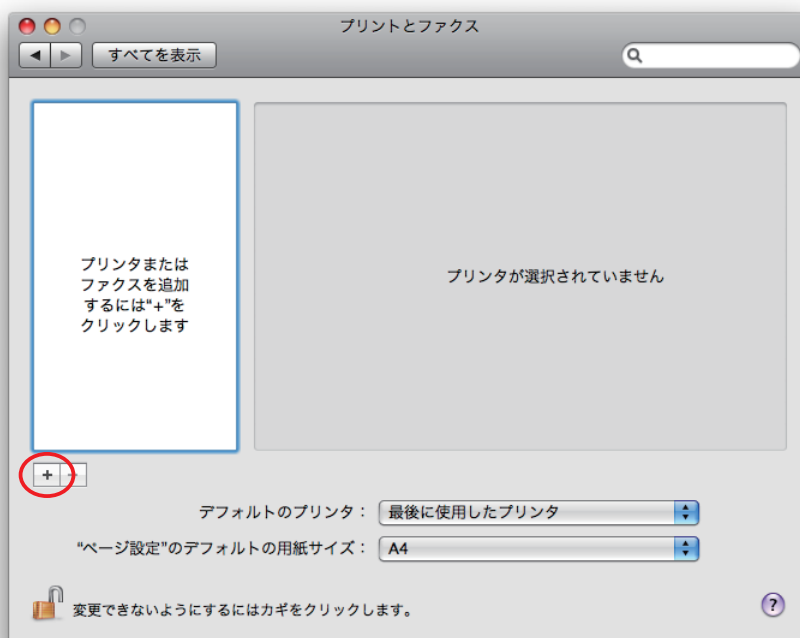 プリントとファクス
すべてを表示
プリンタまたは
ファクスを追加
するには“+”を
クリックします
プリンタが選択されていません
+ −
デフォルトのプリンタ： 最後に使用したプリンタ
“ページ設定”のデフォルトの用紙サイズ： A4
変更できないようにするにはカギをクリックします。
?